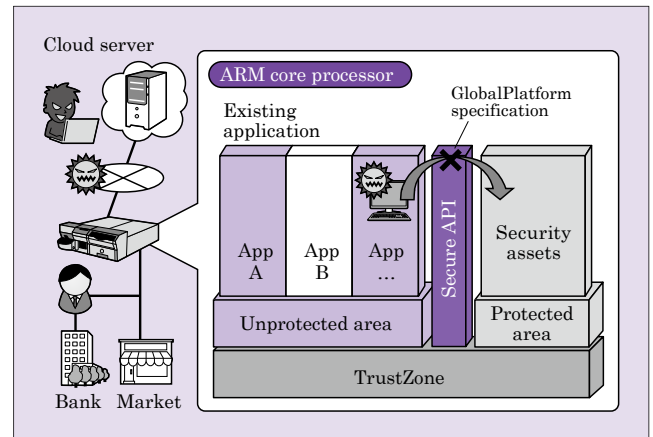 Cloud server
ARM core processor
GlobalPlatform
specification
Existing
application
App
A
App
B
App
...
Secure API
Security
assets
Unprotected area
Protected
area
TrustZone
Bank
Market